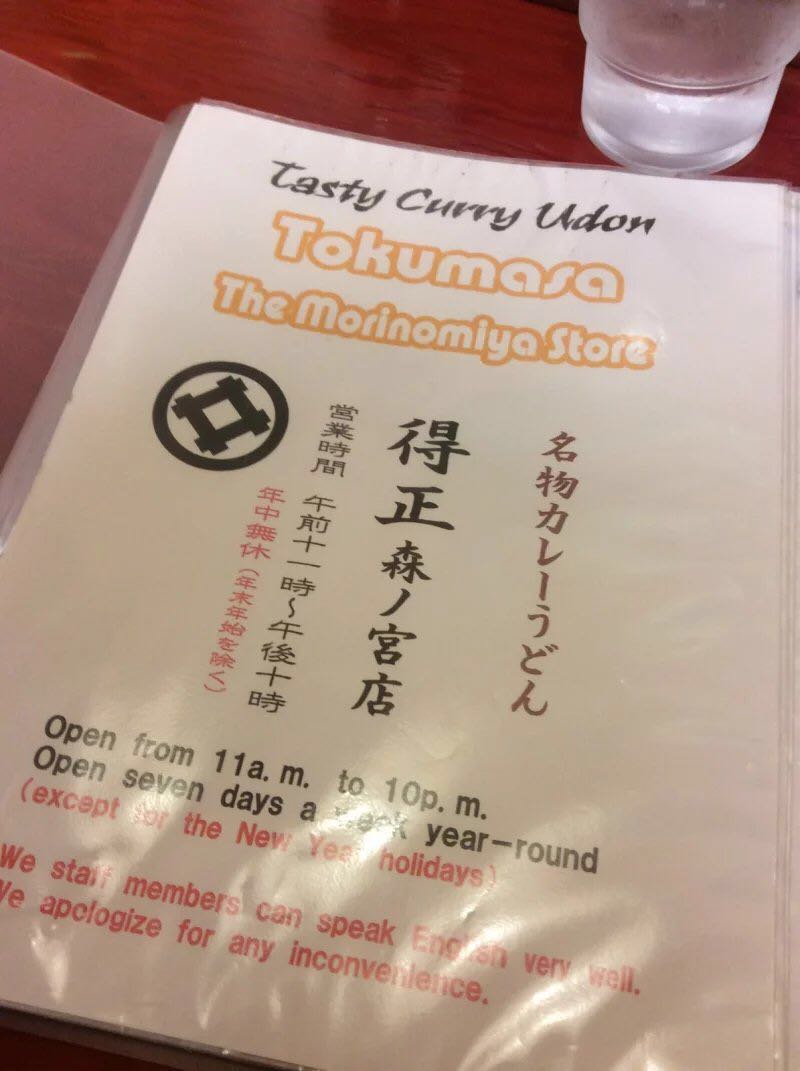 Tasty Curry Udon
Tokumasa
The Morinomiya Store
名物カレーうどん
得正 森ノ宮店
営業時間 午前十一時～午後十時
年中無休(年末年始を除く)
Open from 11a.m. to 10p.m.
Open seven days a week year-round
(except for the New Year holidays)
We staff members can speak English very well.
We apologize for any inconvenience.